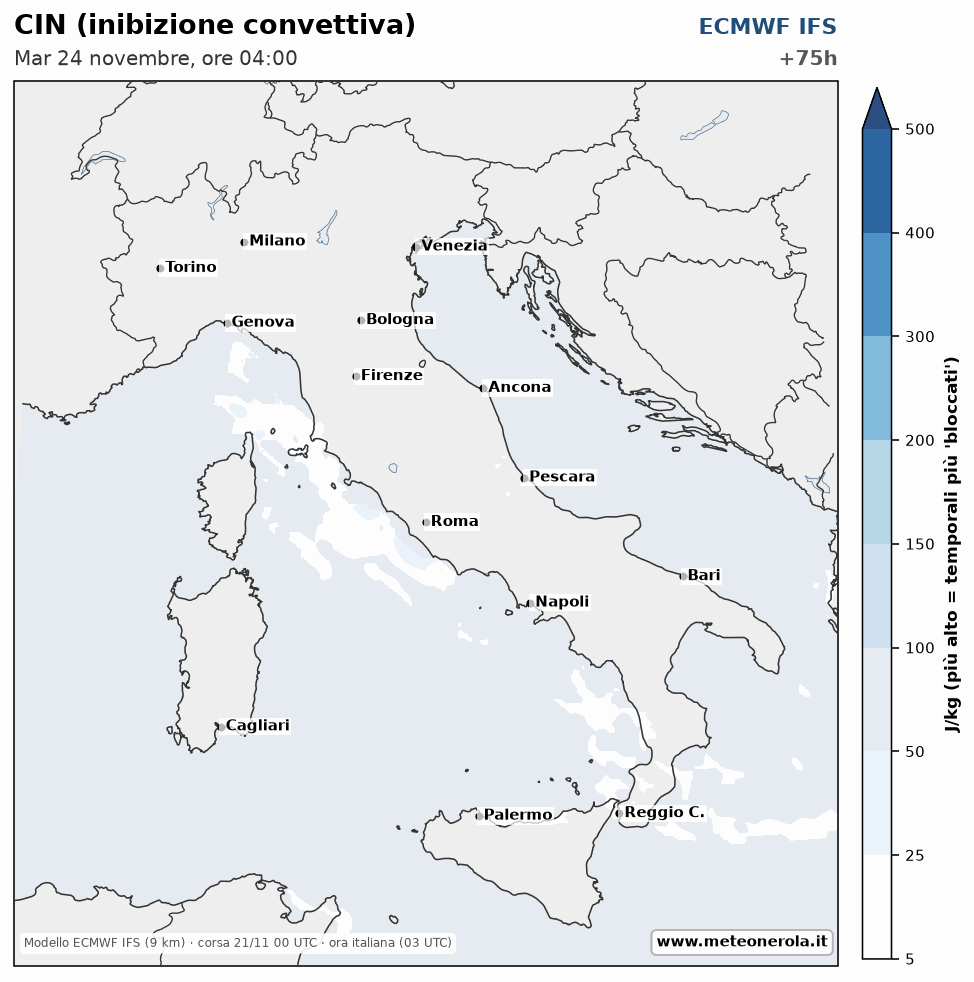 CIN (inibizione convettiva)
ECMWF IFS
Mar 24 novembre, ore 04:00
+75h
Milano
Venezia
Torino
Genova
Bologna
Firenze
Ancona
Pescara
Roma
Bari
Napoli
Cagliari
Palermo
Reggio C.
500
400
300
200
150
100
50
25
5
J/kg (più alto = temporali più 'bloccati')
Modello ECMWF IFS (9 km) · corsa 21/11 00 UTC · ora italiana (03 UTC)
www.meteonerola.it